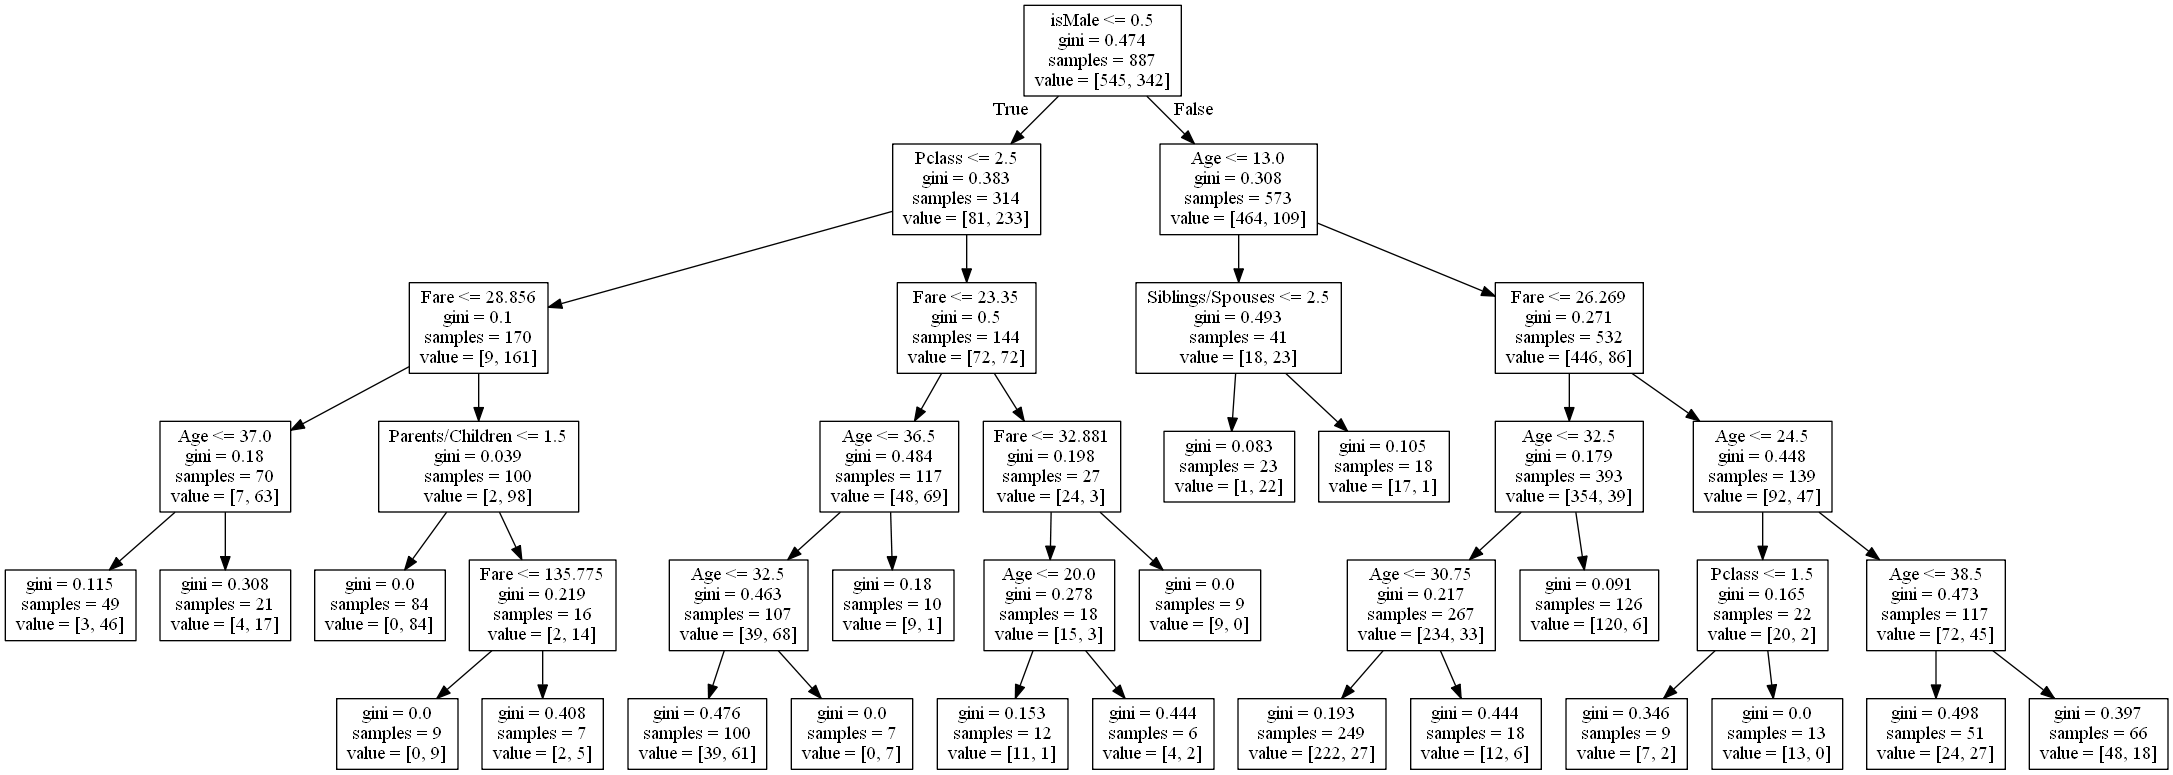 isMale <= 0.5
gini = 0.474
samples = 887
value = [545, 342]
True
False
Pclass <= 2.5
gini = 0.383
samples = 314
value = [81, 233]
Age <= 13.0
gini = 0.308
samples = 573
value = [464, 109]
Fare <= 28.856
gini = 0.1
samples = 170
value = [9, 161]
Fare <= 23.35
gini = 0.5
samples = 144
value = [72, 72]
Siblings/Spouses <= 2.5
gini = 0.493
samples = 41
value = [18, 23]
Fare <= 26.269
gini = 0.271
samples = 532
value = [446, 86]
Age <= 37.0
gini = 0.18
samples = 70
value = [7, 63]
Parents/Children <= 1.5
gini = 0.039
samples = 100
value = [2, 98]
Age <= 36.5
gini = 0.484
samples = 117
value = [48, 69]
Fare <= 32.881
gini = 0.198
samples = 27
value = [24, 3]
gini = 0.083
samples = 23
value = [1, 22]
gini = 0.105
samples = 18
value = [17, 1]
Age <= 32.5
gini = 0.179
samples = 393
value = [354, 39]
Age <= 24.5
gini = 0.448
samples = 139
value = [92, 47]
gini = 0.115
samples = 49
value = [3, 46]
gini = 0.308
samples = 21
value = [4, 17]
gini = 0.0
samples = 84
value = [0, 84]
Fare <= 135.775
gini = 0.219
samples = 16
value = [2, 14]
Age <= 32.5
gini = 0.463
samples = 107
value = [39, 68]
gini = 0.18
samples = 10
value = [9, 1]
Age <= 20.0
gini = 0.278
samples = 18
value = [15, 3]
gini = 0.0
samples = 9
value = [9, 0]
Age <= 30.75
gini = 0.217
samples = 267
value = [234, 33]
gini = 0.091
samples = 126
value = [120, 6]
Pclass <= 1.5
gini = 0.165
samples = 22
value = [20, 2]
Age <= 38.5
gini = 0.473
samples = 117
value = [72, 45]
gini = 0.0
samples = 9
value = [0, 9]
gini = 0.408
samples = 7
value = [2, 5]
gini = 0.476
samples = 100
value = [39, 61]
gini = 0.0
samples = 7
value = [0, 7]
gini = 0.153
samples = 12
value = [11, 1]
gini = 0.444
samples = 6
value = [4, 2]
gini = 0.193
samples = 249
value = [222, 27]
gini = 0.444
samples = 18
value = [12, 6]
gini = 0.346
samples = 9
value = [7, 2]
gini = 0.0
samples = 13
value = [13, 0]
gini = 0.498
samples = 51
value = [24, 27]
gini = 0.397
samples = 66
value = [48, 18]